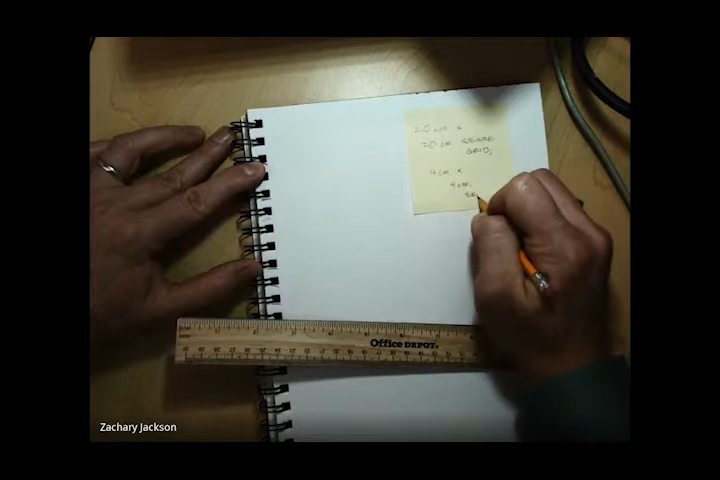 20 cm x
20 cm SQUARE
GRID,
4 cm. x
4 cm.
Office DEPOT.
Zachary Jackson